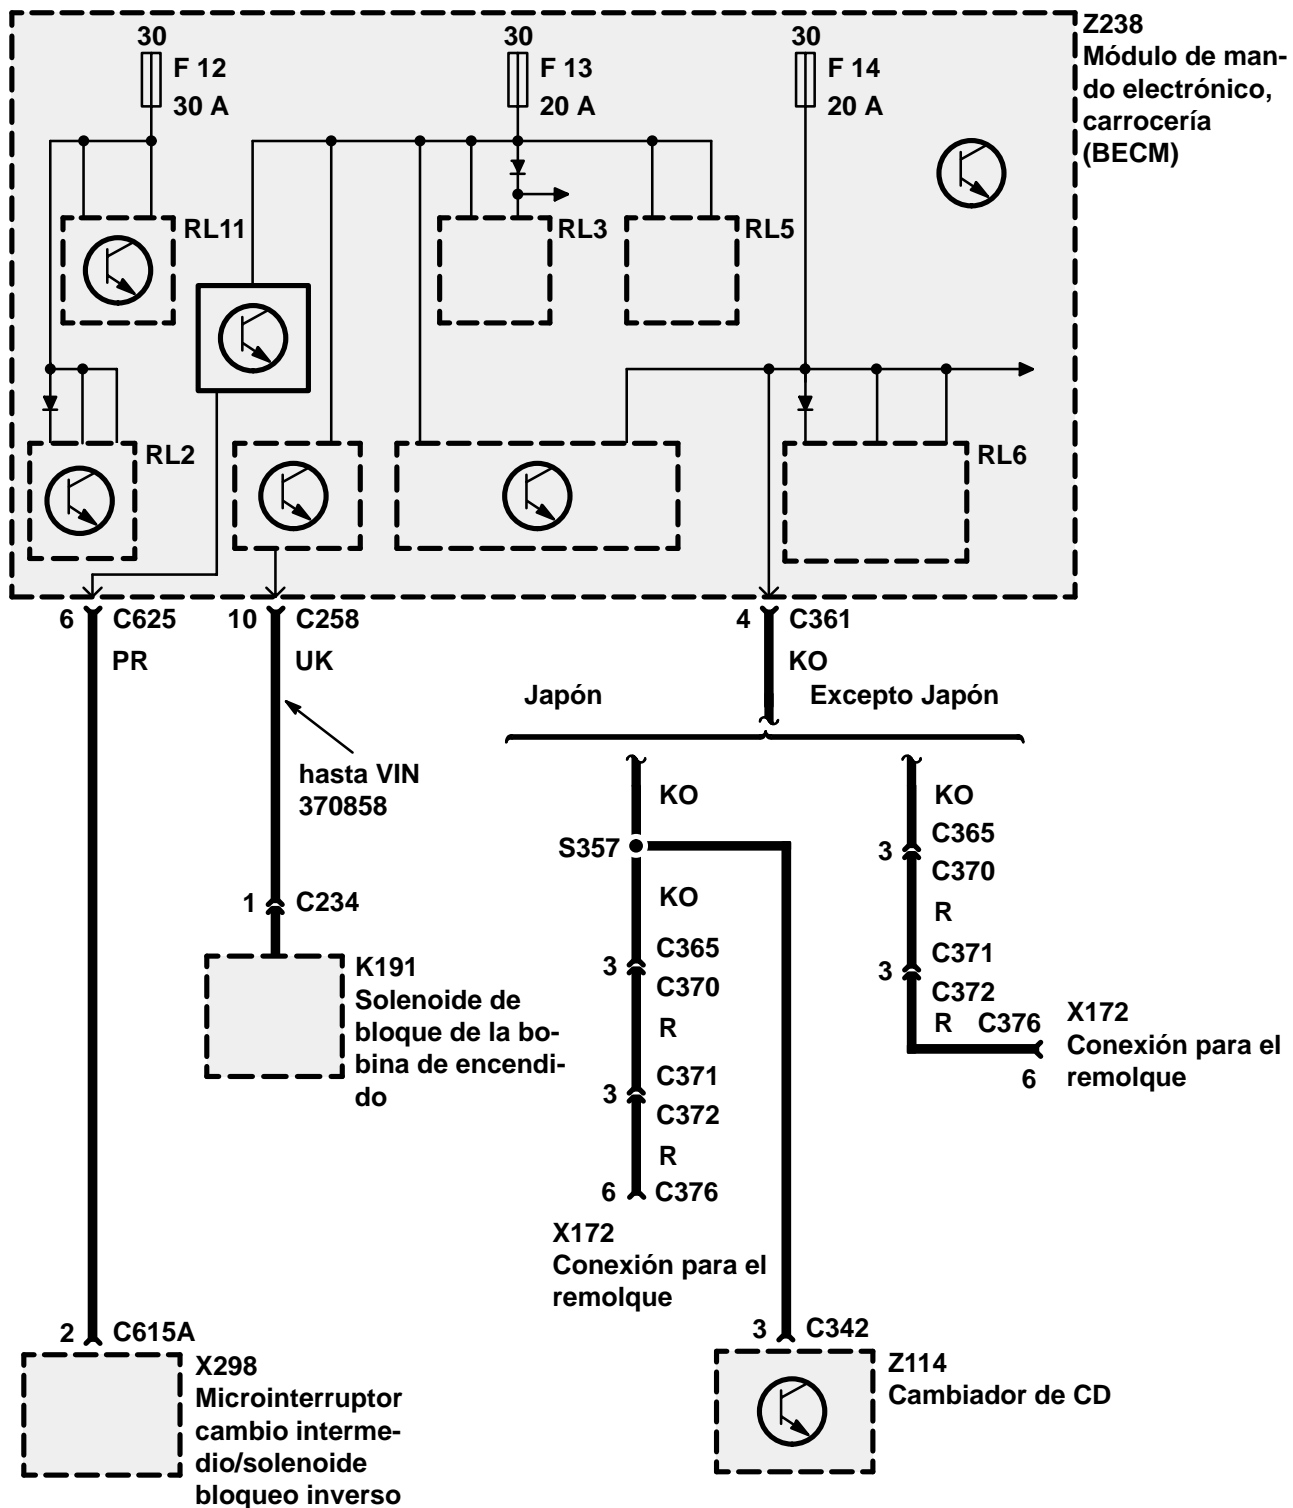 30
F 12
30 A
30
F 13
20 A
30
F 14
20 A
Z238
Módulo de man-
do electrónico,
carrocería
(BECM)
RL11
RL3
RL5
RL2
RL6
6 C625
PR
10 C258
UK
4 C361
KO
Japón
Excepto Japón
hasta VIN
370858
1 C234
K191
Solenoide de
bloque de la bo-
bina de encendi-
do
KO
S357
KO
3 C365
C370
R
3 C371
C372
R
6 C376
X172
Conexión para el
remolque
KO
3 C365
C370
R
3 C371
C372
R C376
6
X172
Conexión para el
remolque
2 C615A
X298
Microinterruptor
cambio interme-
dio/solenoide
bloqueo inverso
3 C342
Z114
Cambiador de CD